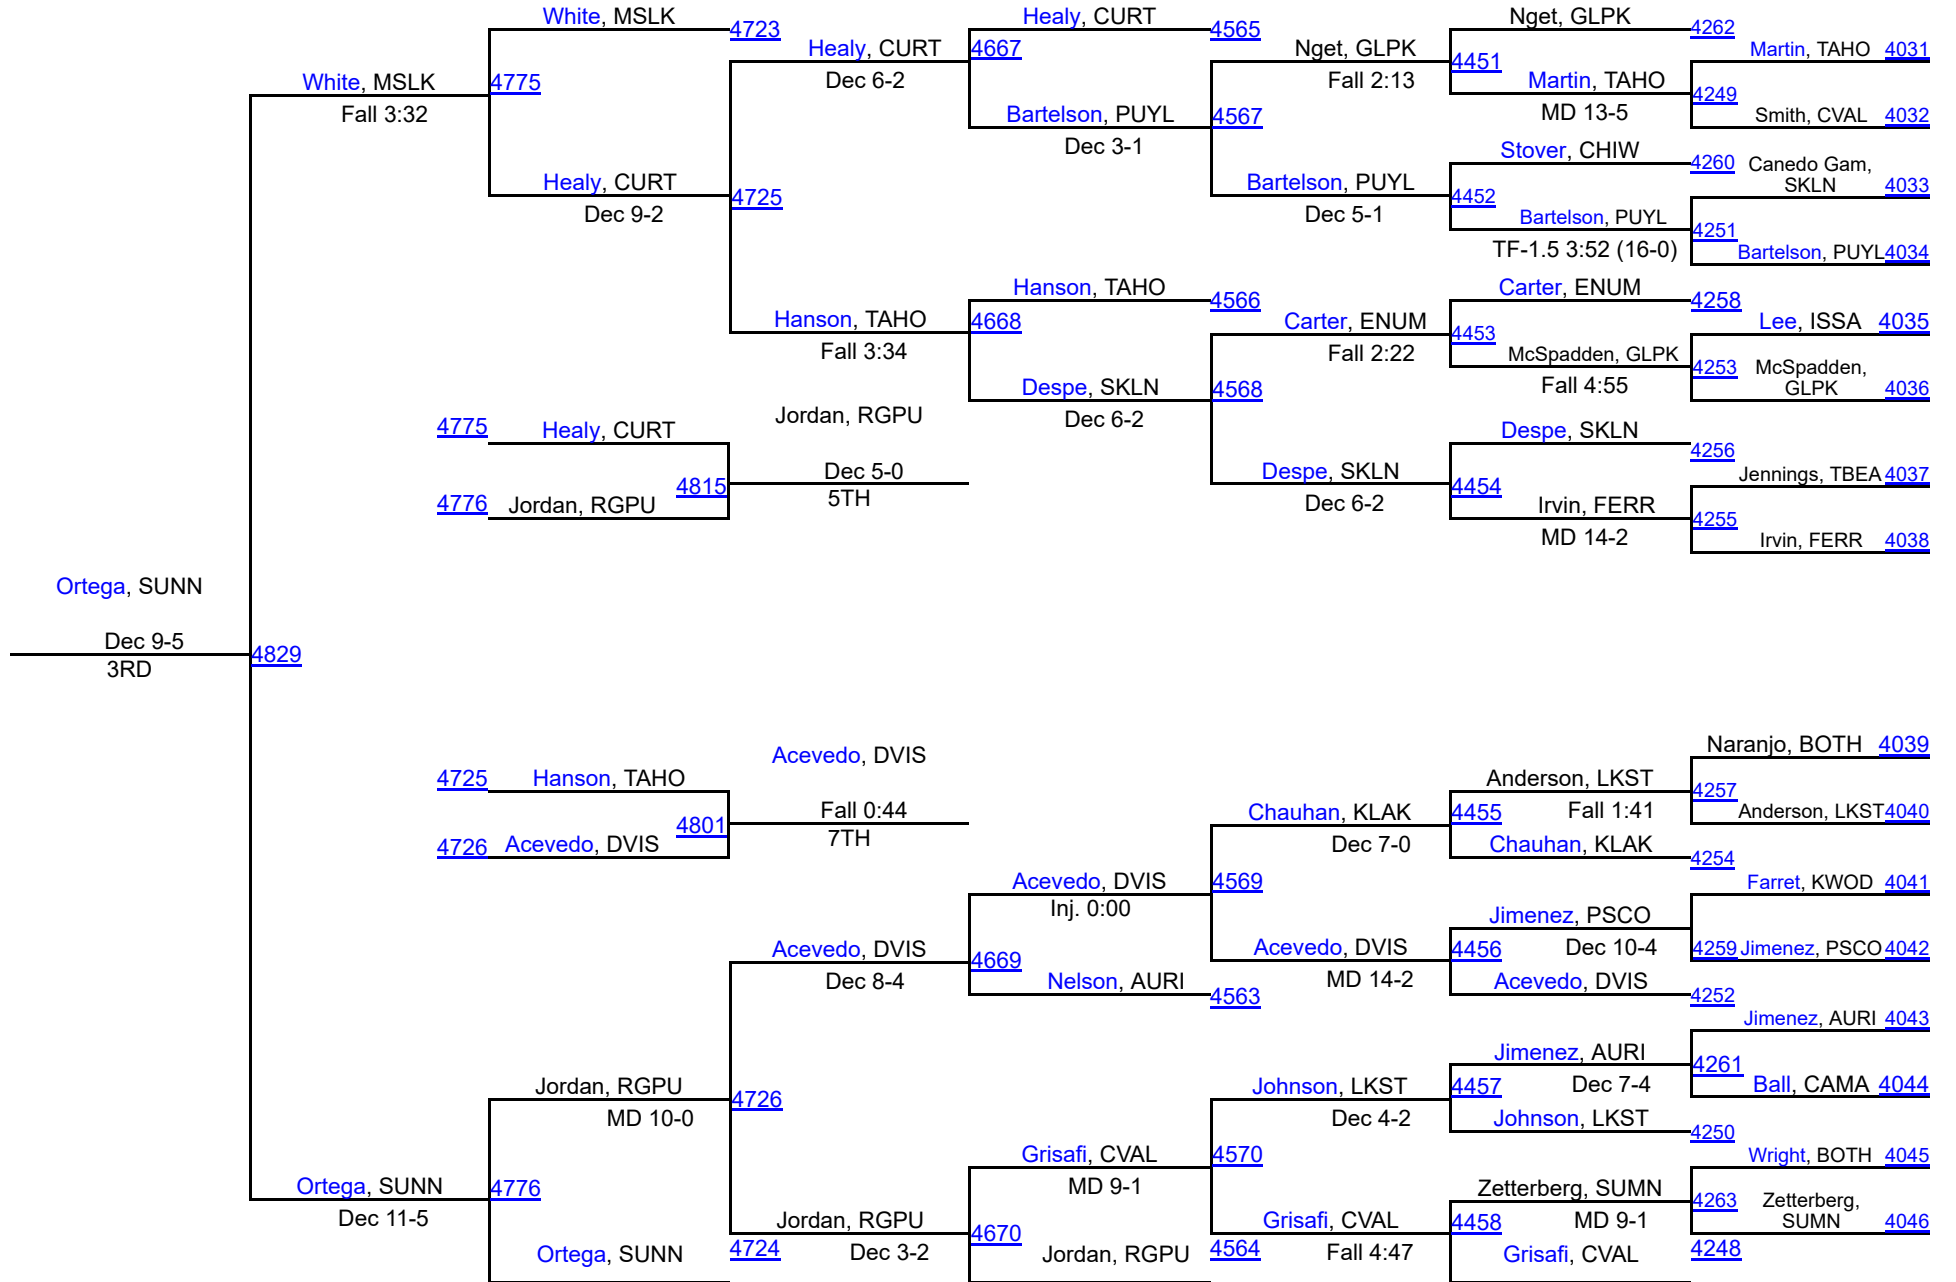 White, MSLK
4723
Healy, CURT
4565
Nget, GLPK
4262
Healy, CURT
4667
Nget, GLPK
Martin, TAHO 4031
White, MSLK
4775
Dec 6-2
Fall 2:13
4451
Martin, TAHO
4249
Fall 3:32
Bartelson, PUYL
4567
MD 13-5
Smith, CVAL 4032
Dec 3-1
Stover, CHIW
4260
Canedo Gam,
SKLN 4033
Healy, CURT
4725
Bartelson, PUYL
4452
Dec 9-2
Dec 5-1
Bartelson, PUYL
4251
TF-1.5 3:52 (16-0)
Bartelson, PUYL 4034
Hanson, TAHO
4566
Carter, ENUM
4258
Hanson, TAHO
4668
Carter, ENUM
4453
Lee, ISSA 4035
Fall 3:34
Fall 2:22
McSpadden, GLPK
4253
McSpadden,
GLPK 4036
Despe, SKLN
4568
Fall 4:55
Jordan, RGPU
Dec 6-2
4775
Healy, CURT
Despe, SKLN
4256
Dec 5-0
Despe, SKLN
4454
Jennings, TBEA 4037
4815
5TH
Dec 6-2
4776
Jordan, RGPU
Irvin, FERR
4255
MD 14-2
Irvin, FERR 4038
Ortega, SUNN
Dec 9-5
4829
3RD
Acevedo, DVIS
Naranjo, BOTH 4039
4725
Hanson, TAHO
Anderson, LKST
4257
Fall 0:44
Chauhan, KLAK
4455
Fall 1:41
Anderson, LKST 4040
4801
7TH
Dec 7-0
4726
Acevedo, DVIS
Chauhan, KLAK
4254
Acevedo, DVIS
4569
Farret, KWOD 4041
Inj. 0:00
Jimenez, PSCO
Acevedo, DVIS
4669
Acevedo, DVIS
4456
Dec 10-4
4259
Jimenez, PSCO 4042
Dec 8-4
Nelson, AURI
4563
MD 14-2
Acevedo, DVIS
4252
Jimenez, AURI 4043
Jimenez, AURI
4261
Jordan, RGPU
4726
Johnson, LKST
4457
Dec 7-4
Ball, CAMA 4044
MD 10-0
Dec 4-2
Johnson, LKST
4250
Grisafi, CVAL
4570
Wright, BOTH 4045
Ortega, SUNN
4776
MD 9-1
Zetterberg, SUMN
4263
Zetterberg,
SUMN 4046
Dec 11-5
Jordan, RGPU
4670
Grisafi, CVAL
4458
MD 9-1
Ortega, SUNN
4724
Dec 3-2
Jordan, RGPU
4564
Fall 4:47
Grisafi, CVAL
4248